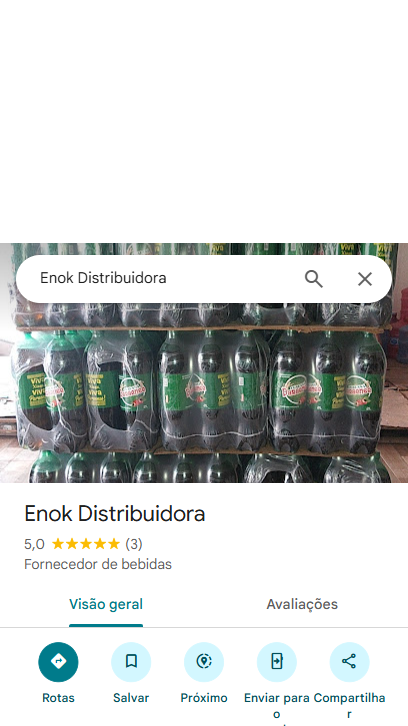 Enok Distribuidora
Enok Distribuidora
5,0 (3)
Fornecedor de bebidas
Visão geral Avaliações
Rotas Salvar Próximo Enviar para o Compartilhar